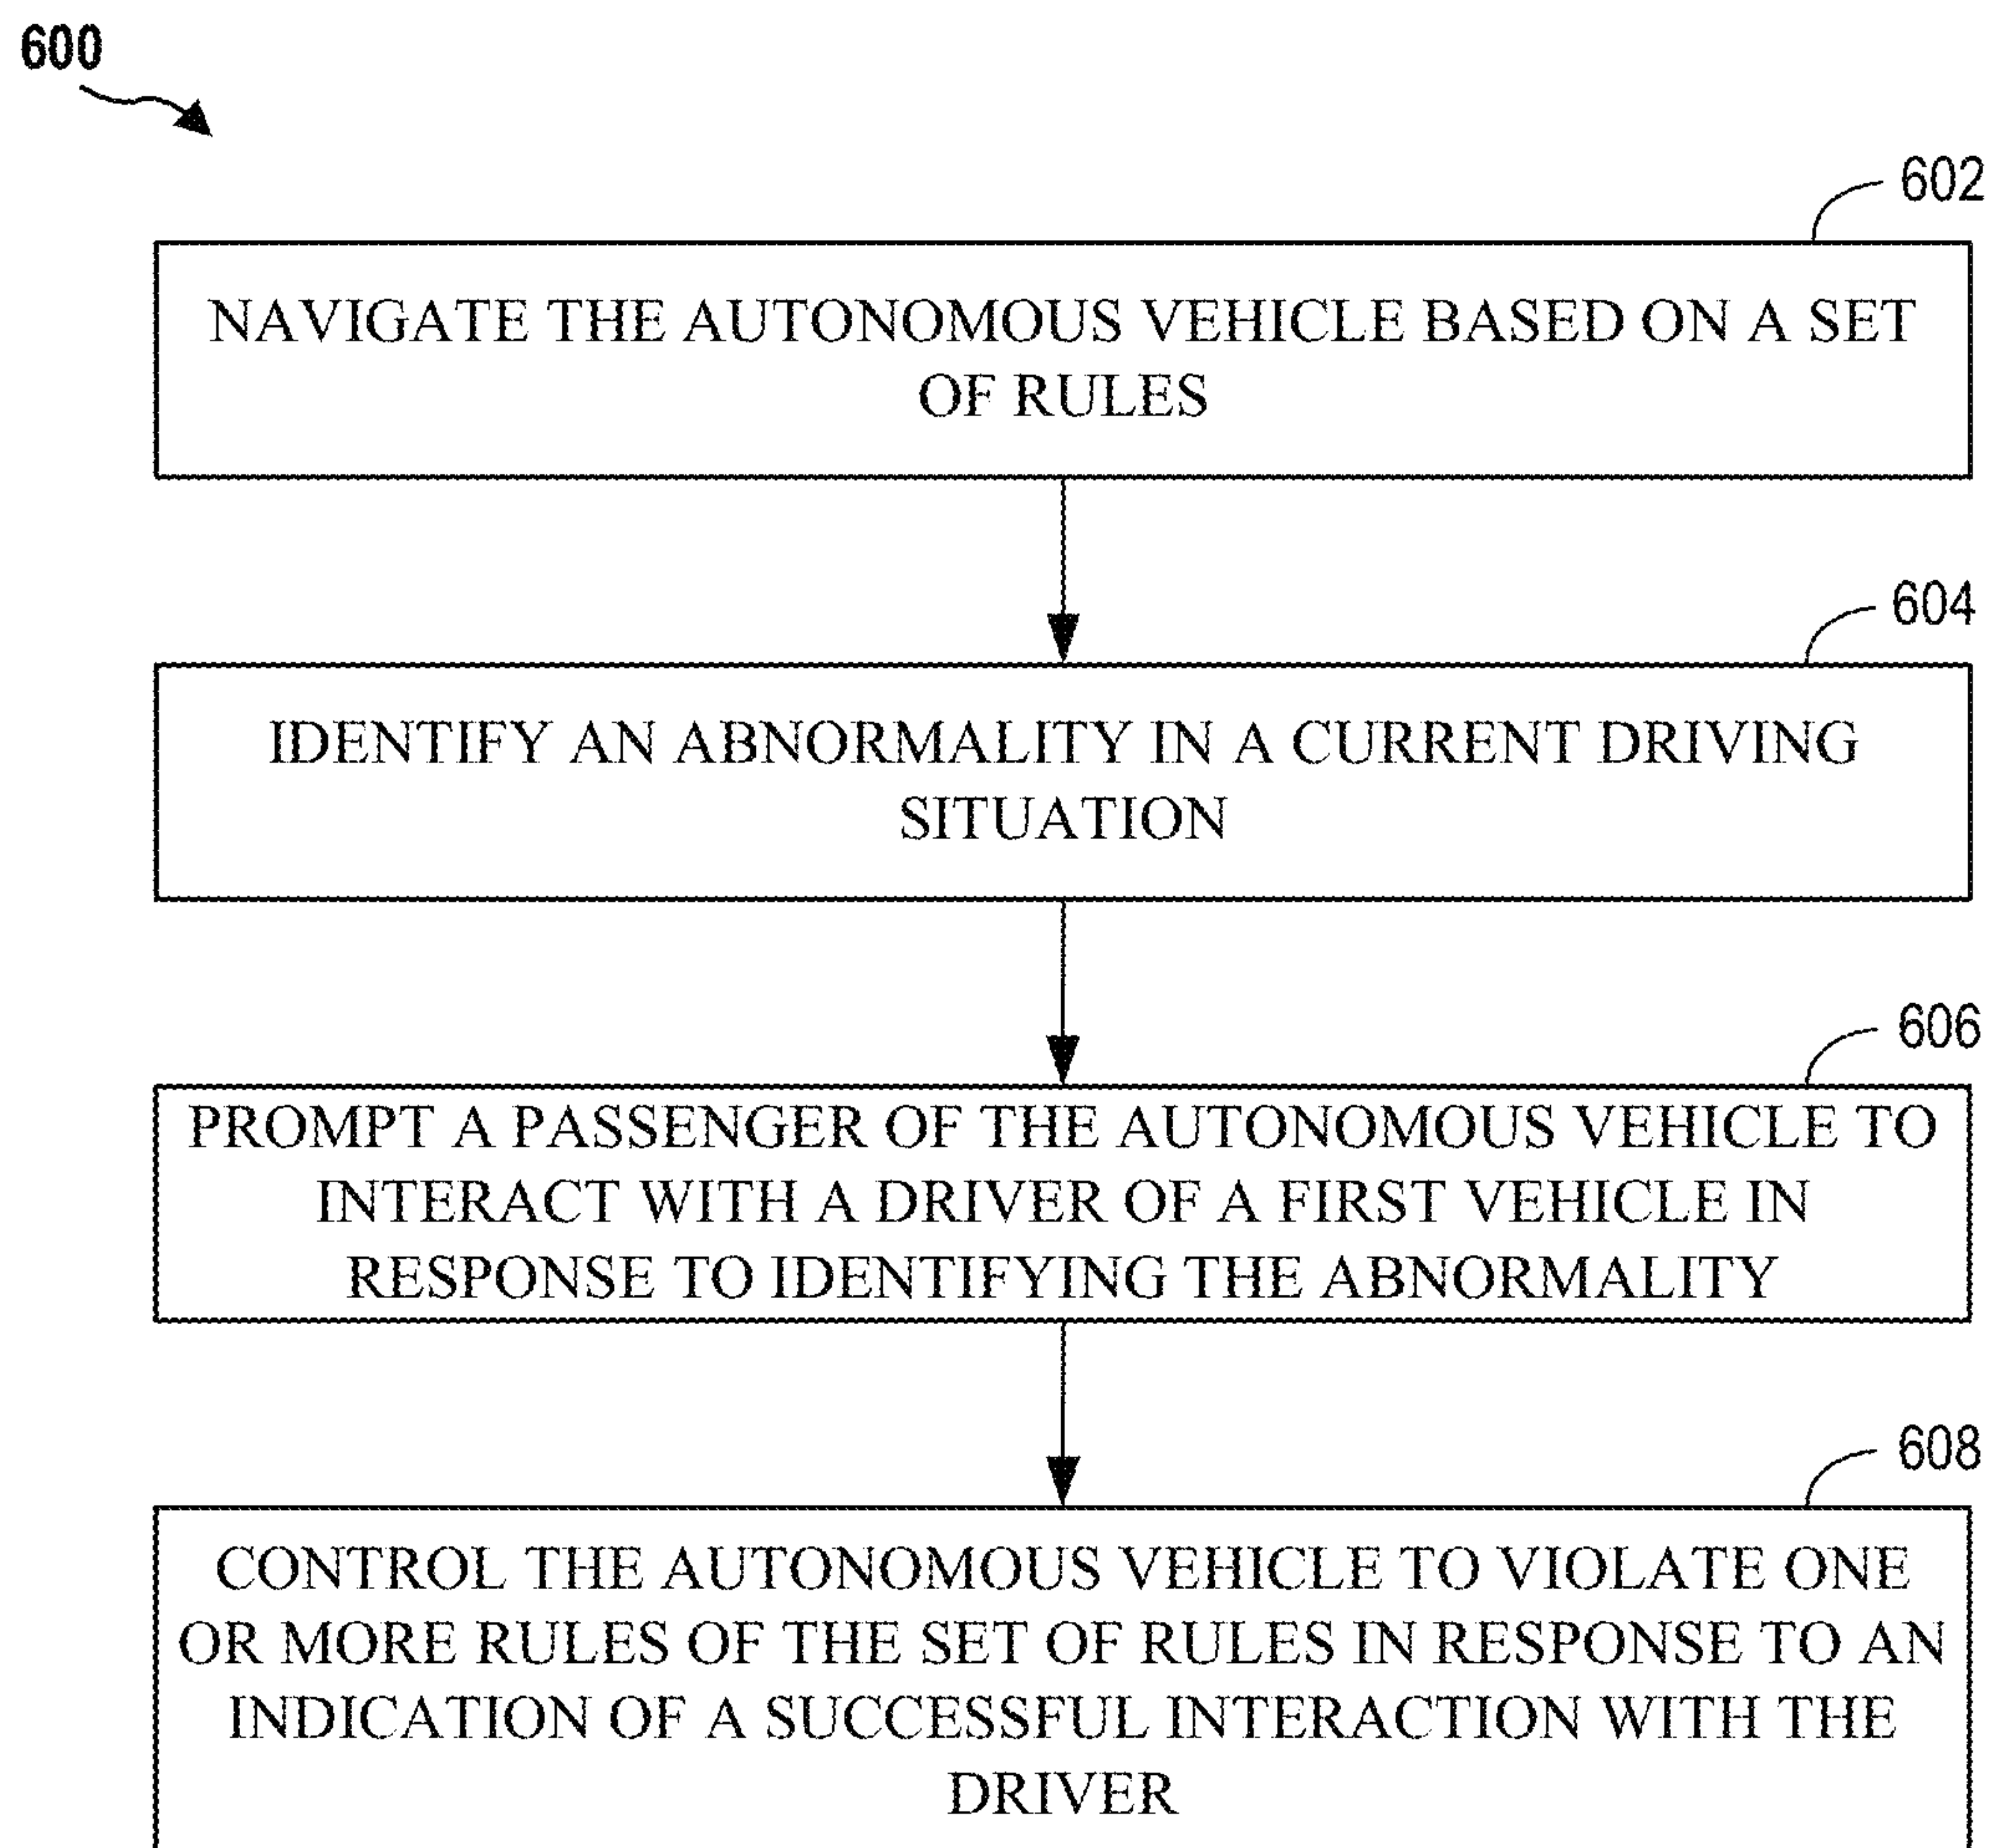 600
602
NAVIGATE THE AUTONOMOUS VEHICLE BASED ON A SET
OF RULES
604
IDENTIFY AN ABNORMALITY IN A CURRENT DRIVING
SITUATION
606
PROMPT A PASSENGER OF THE AUTONOMOUS VEHICLE TO
INTERACT WITH A DRIVER OF A FIRST VEHICLE IN
RESPONSE TO IDENTIFYING THE ABNORMALITY
608
CONTROL THE AUTONOMOUS VEHICLE TO VIOLATE ONE
OR MORE RULES OF THE SET OF RULES IN RESPONSE TO AN
INDICATION OF A SUCCESSFUL INTERACTION WITH THE
DRIVER